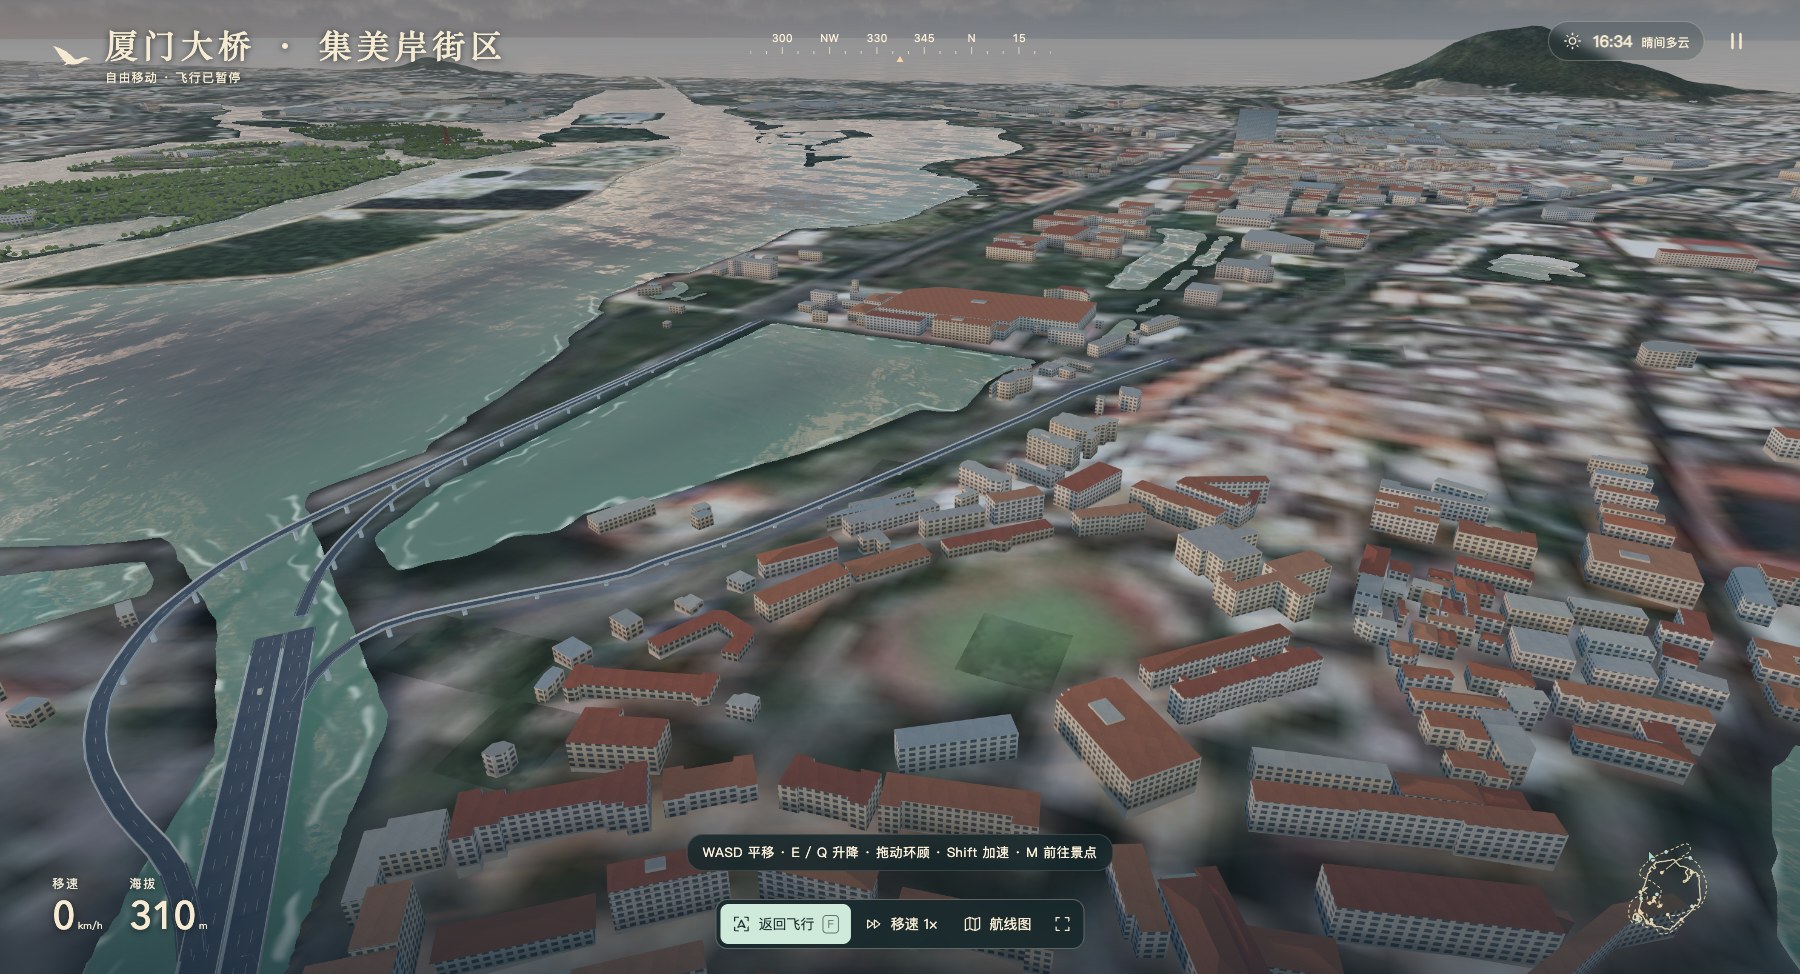 厦门大桥 · 集美岸街区
自由移动 · 飞行已暂停
300 NW 330 345 N 15
16:34 晴间多云
WASD 平移 · E / Q 升降 · 拖动环顾 · Shift 加速 · M 前往景点
移速 海拔
0 km/h 310 m
返回飞行 F 移速 1x 航线图